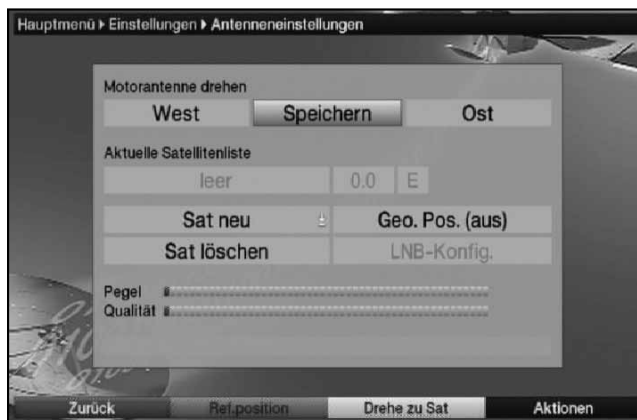 Hauptmenü ▸ Einstellungen ▸ Antenneneinstellungen
Motorantenne drehen
West Speichern Ost
Aktuelle Satellitenliste
leer 0.0 E
Sat neu Geo. Pos. (aus)
Sat löschen LNB-Konfig.
Pegel
Qualität
Zurück Ref.position Drehe zu Sat Aktionen